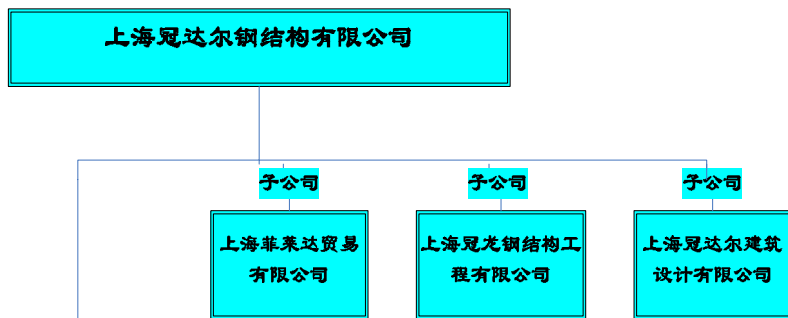 上海冠达尔钢结构有限公司
子公司
子公司
子公司
上海菲莱达贸易
有限公司
上海冠龙钢结构工
程有限公司
上海冠达尔建筑
设计有限公司